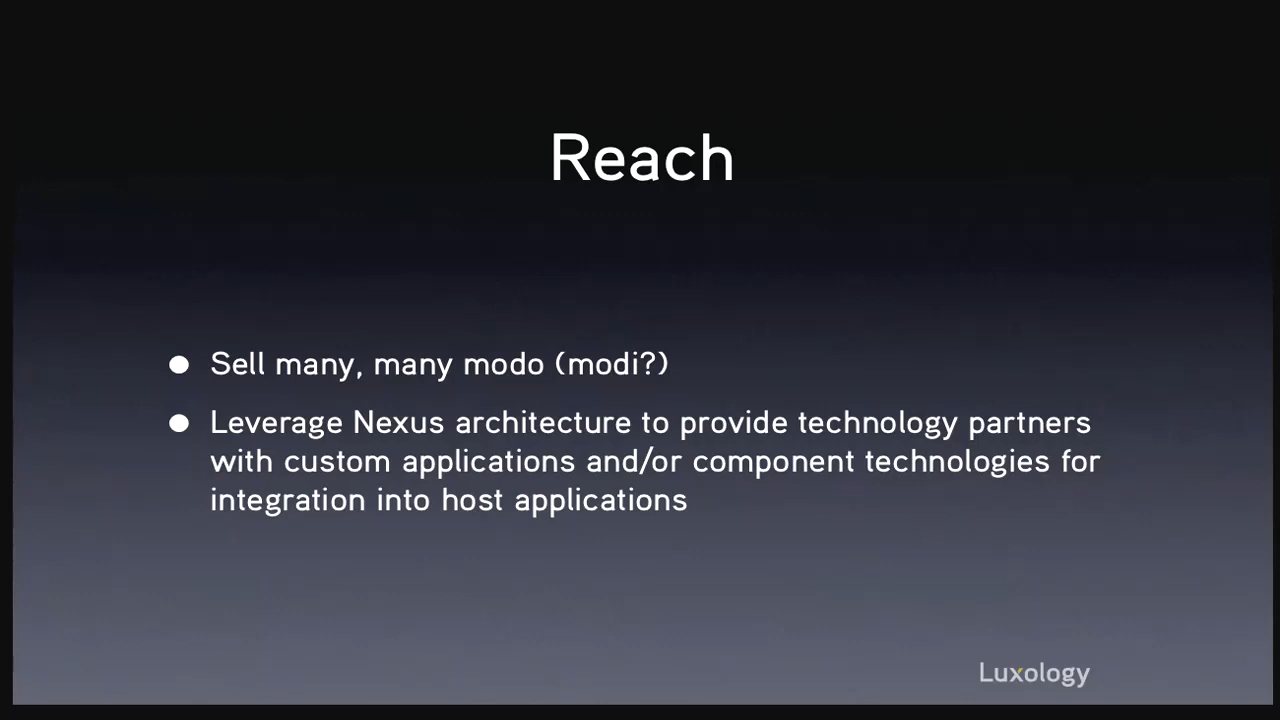 Reach
● Sell many, many modo (modi?)
● Leverage Nexus architecture to provide technology partners
with custom applications and/or component technologies for
integration into host applications
Luxology